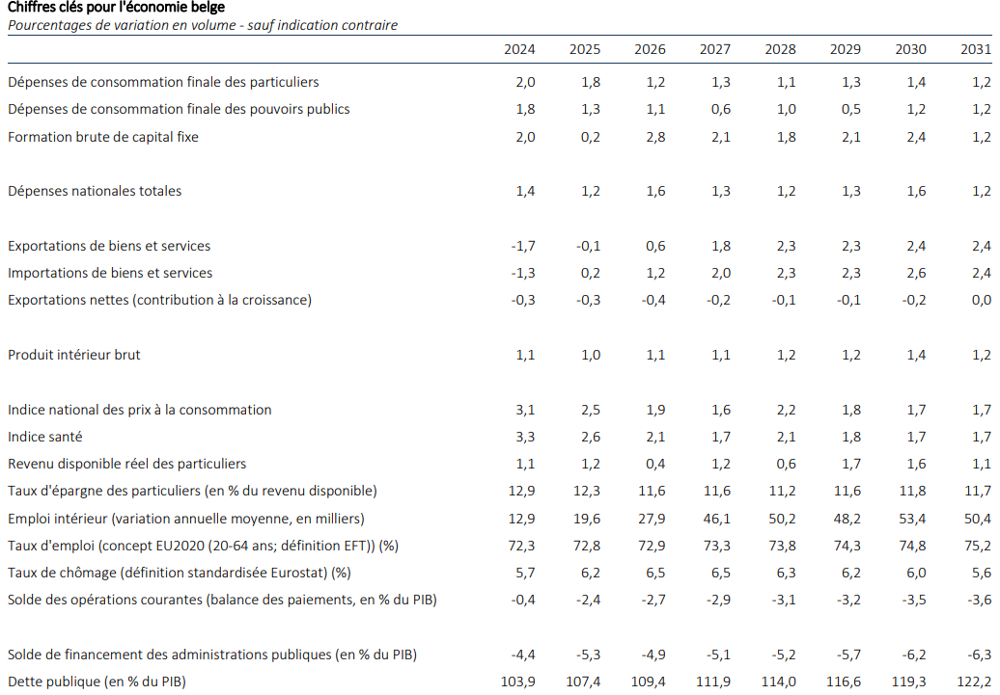 Chiffres clés pour l'économie belge
Pourcentages de variation en volume - sauf indication contraire
2024 2025 2026 2027 2028 2029 2030 2031
Dépenses de consommation finale des particuliers 2,0 1,8 1,2 1,3 1,1 1,3 1,4 1,2
Dépenses de consommation finale des pouvoirs publics 1,8 1,3 1,1 0,6 1,0 0,5 1,2 1,2
Formation brute de capital fixe 2,0 0,2 2,8 2,1 1,8 2,1 2,4 1,2
Dépenses nationales totales 1,4 1,2 1,6 1,3 1,2 1,3 1,6 1,2
Exportations de biens et services -1,7 -0,1 0,6 1,8 2,3 2,3 2,4 2,4
Importations de biens et services -1,3 0,2 1,2 2,0 2,3 2,3 2,6 2,4
Exportations nettes (contribution à la croissance) -0,3 -0,3 -0,4 -0,2 -0,1 -0,1 -0,2 0,0
Produit intérieur brut 1,1 1,0 1,1 1,1 1,2 1,2 1,4 1,2
Indice national des prix à la consommation 3,1 2,5 1,9 1,6 2,2 1,8 1,7 1,7
Indice santé 3,3 2,6 2,1 1,7 2,1 1,8 1,7 1,7
Revenu disponible réel des particuliers 1,1 1,2 0,4 1,2 0,6 1,7 1,6 1,1
Taux d'épargne des particuliers (en % du revenu disponible) 12,9 12,3 11,6 11,6 11,2 11,6 11,8 11,7
Emploi intérieur (variation annuelle moyenne, en milliers) 12,9 19,6 27,9 46,1 50,2 48,2 53,4 50,4
Taux d'emploi (concept EU2020 (20-64 ans; définition EFT)) (%) 72,3 72,8 72,9 73,3 73,8 74,3 74,8 75,2
Taux de chômage (définition standardisée Eurostat) (%) 5,7 6,2 6,5 6,5 6,3 6,2 6,0 5,6
Solde des opérations courantes (balance des paiements, en % du PIB) -0,4 -2,4 -2,7 -2,9 -3,1 -3,2 -3,5 -3,6
Solde de financement des administrations publiques (en % du PIB) -4,4 -5,3 -4,9 -5,1 -5,2 -5,7 -6,2 -6,3
Dette publique (en % du PIB) 103,9 107,4 109,4 111,9 114,0 116,6 119,3 122,2